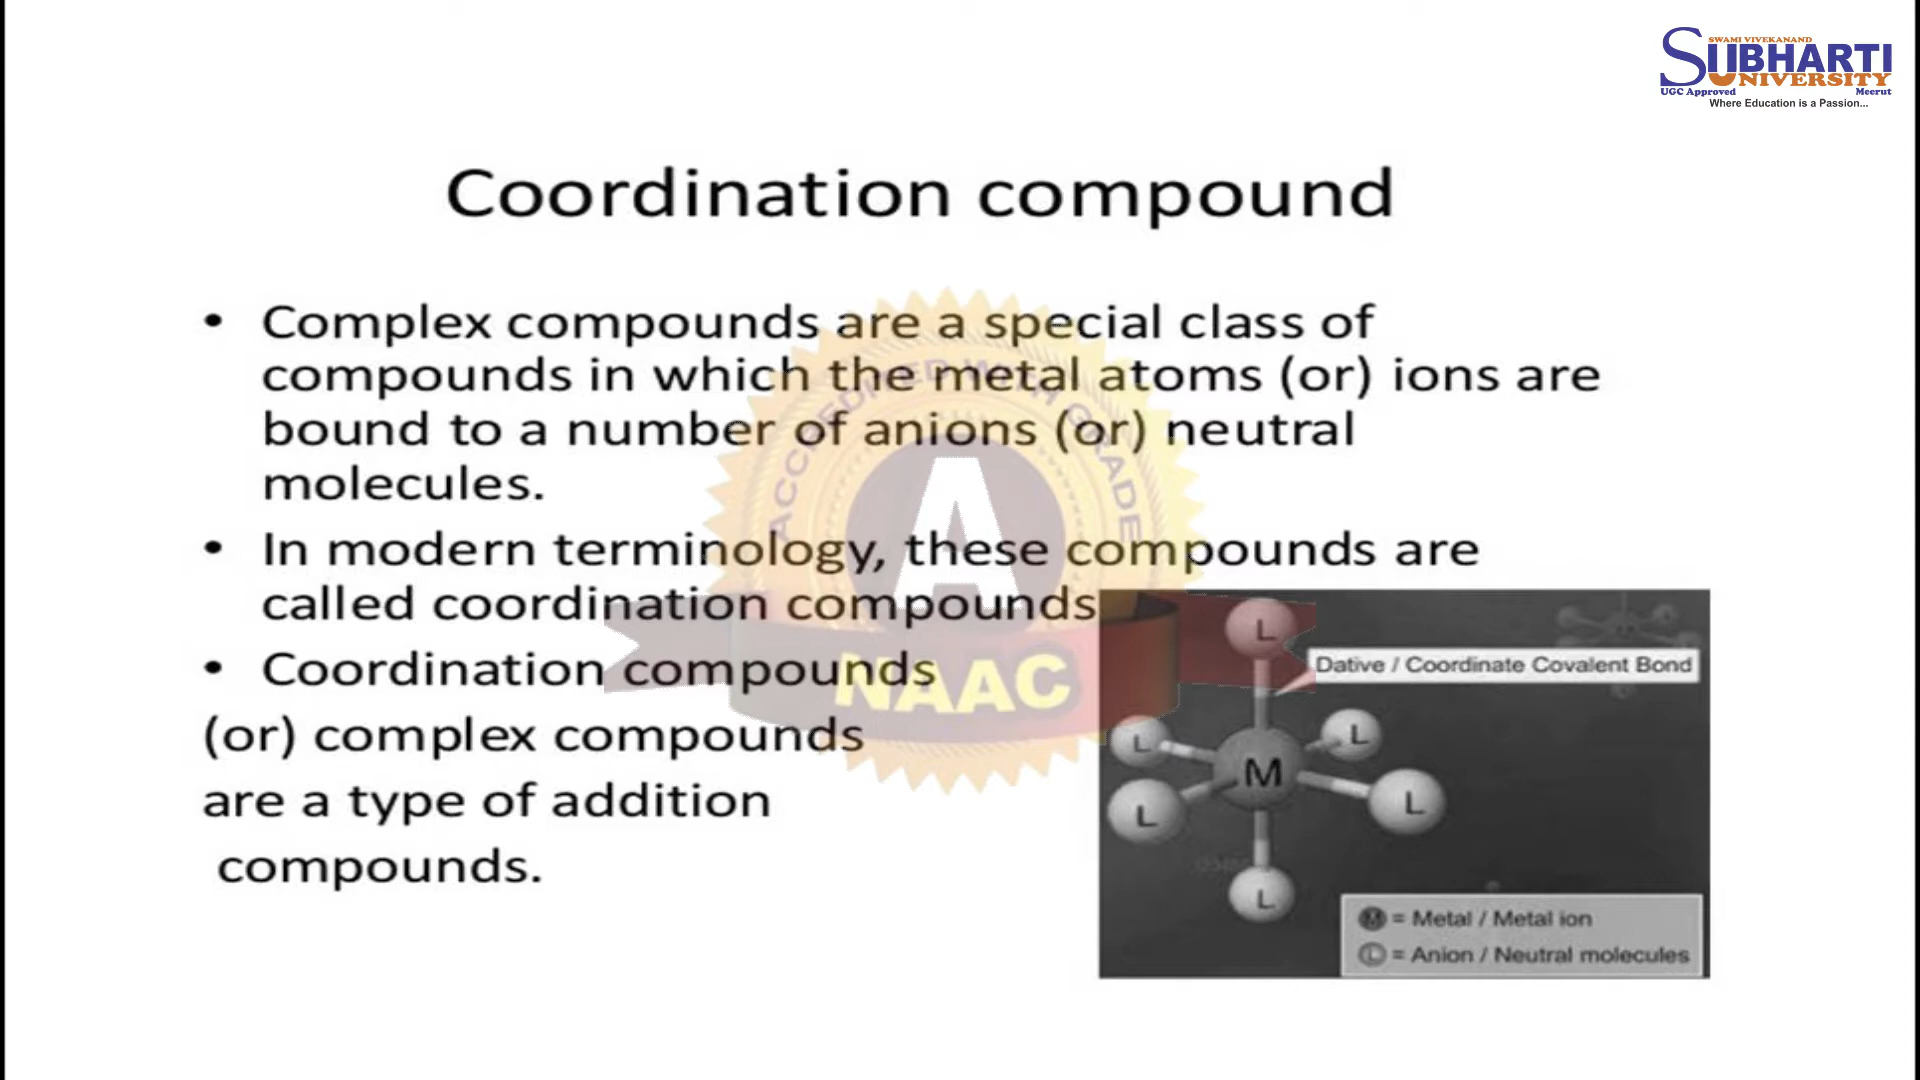 SWAMI VIVEKANAND
SUBHARTI
UNIVERSITY
UGC Approved Meerut
Where Education is a Passion...
Coordination compound
• Complex compounds are a special class of
compounds in which the metal atoms (or) ions are
bound to a number of anions (or) neutral
molecules.
• In modern terminology, these compounds are
called coordination compounds
• Coordination compounds
(or) complex compounds
are a type of addition
compounds.
ACCREDITED WITH GRADE
A
NAAC
L
Dative / Coordinate Covalent Bond
L
L
M
L
L
L
M = Metal / Metal ion
L = Anion / Neutral molecules